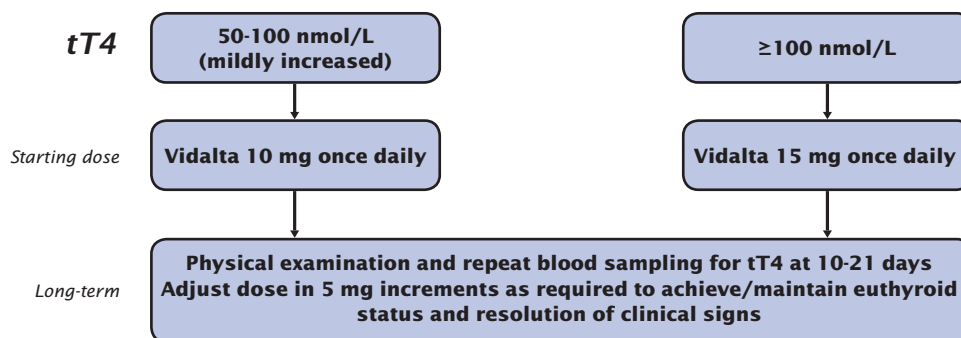 tT4
50-100 nmol/L
(mildly increased)
≥100 nmol/L
Starting dose
Vidalta 10 mg once daily
Vidalta 15 mg once daily
Long-term
Physical examination and repeat blood sampling for tT4 at 10-21 days
Adjust dose in 5 mg increments as required to achieve/maintain euthyroid
status and resolution of clinical signs